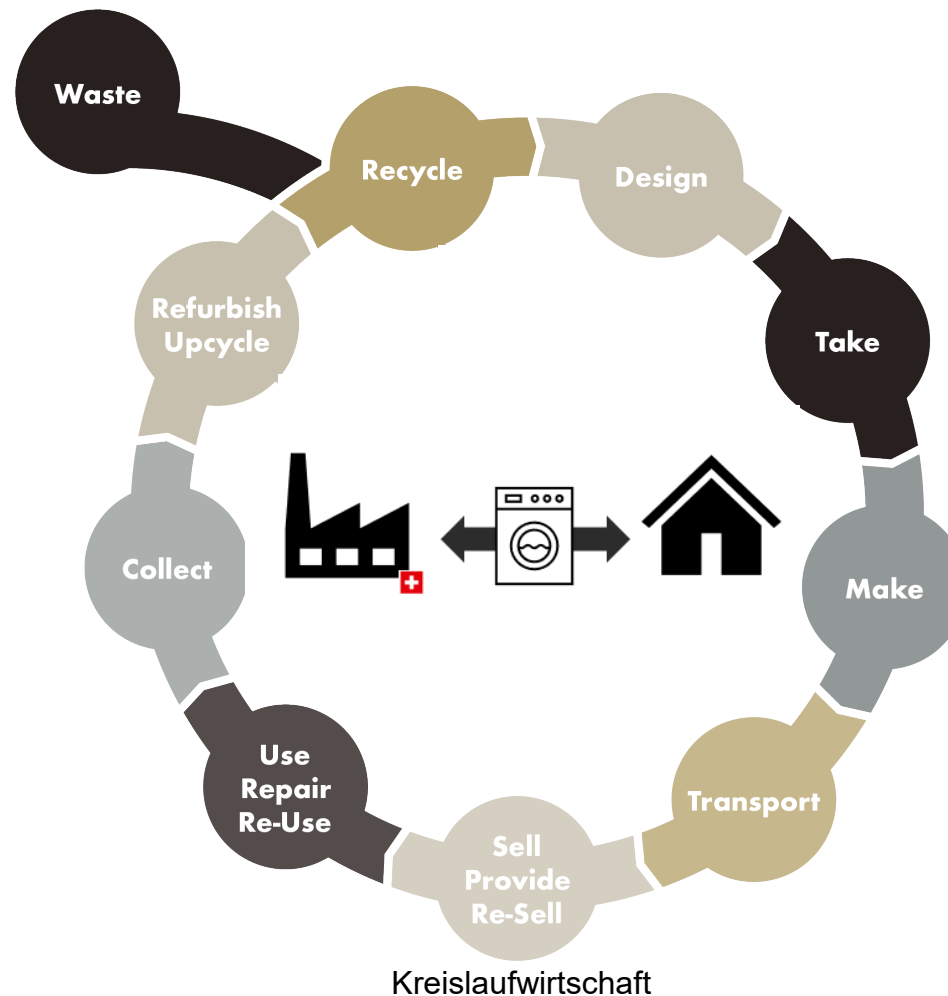 Waste
Recycle
Design
Refurbish
Upcycle
Take
Collect
Make
Use
Repair
Re-Use
Transport
Sell
Provide
Re-Sell
Kreislaufwirtschaft